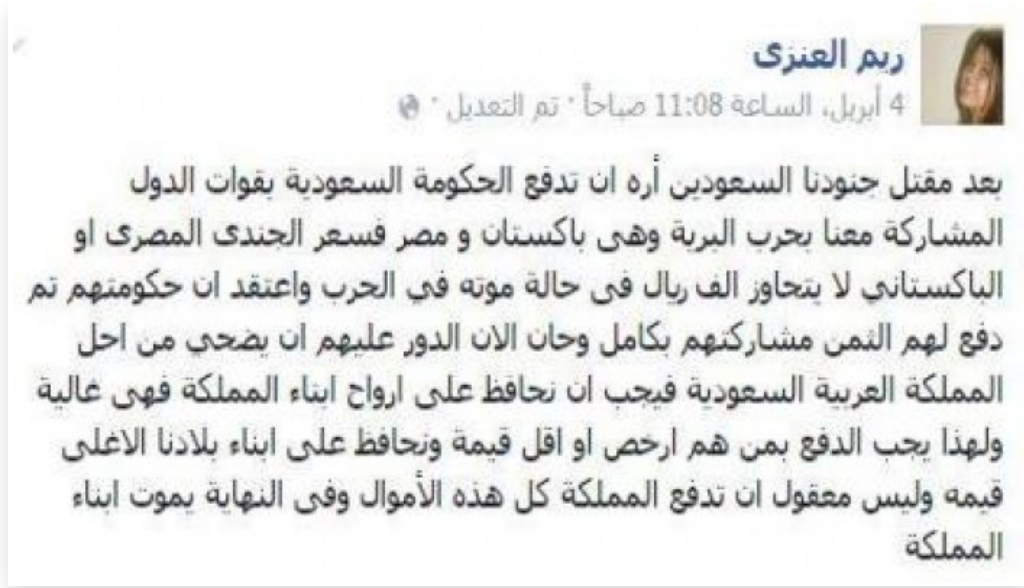 ريم العنزى
4 أبريل، الساعة 11:08 صباحاً · تم التعديل ·
بعد مقتل جنودنا السعودين أره ان تدفع الحكومة السعودية بقوات الدول
المشاركة معنا بحرب البرية وهى باكستان و مصر فسعر الجندى المصرى او
الباكستاني لا يتجاوز الف ريال فى حالة موته في الحرب واعتقد ان حكومتهم تم
دفع لهم الثمن مشاركتهم بكامل وحان الان الدور عليهم ان يضحي من احل
المملكة العربية السعودية فيجب ان نحافظ على ارواح ابناء المملكة فهى غالية
ولهذا يجب الدفع بمن هم ارخص او اقل قيمة ونحافظ على ابناء بلادنا الاغلى
قيمه وليس معقول ان تدفع المملكة كل هذه الأموال وفى النهاية يموت ابناء
المملكة